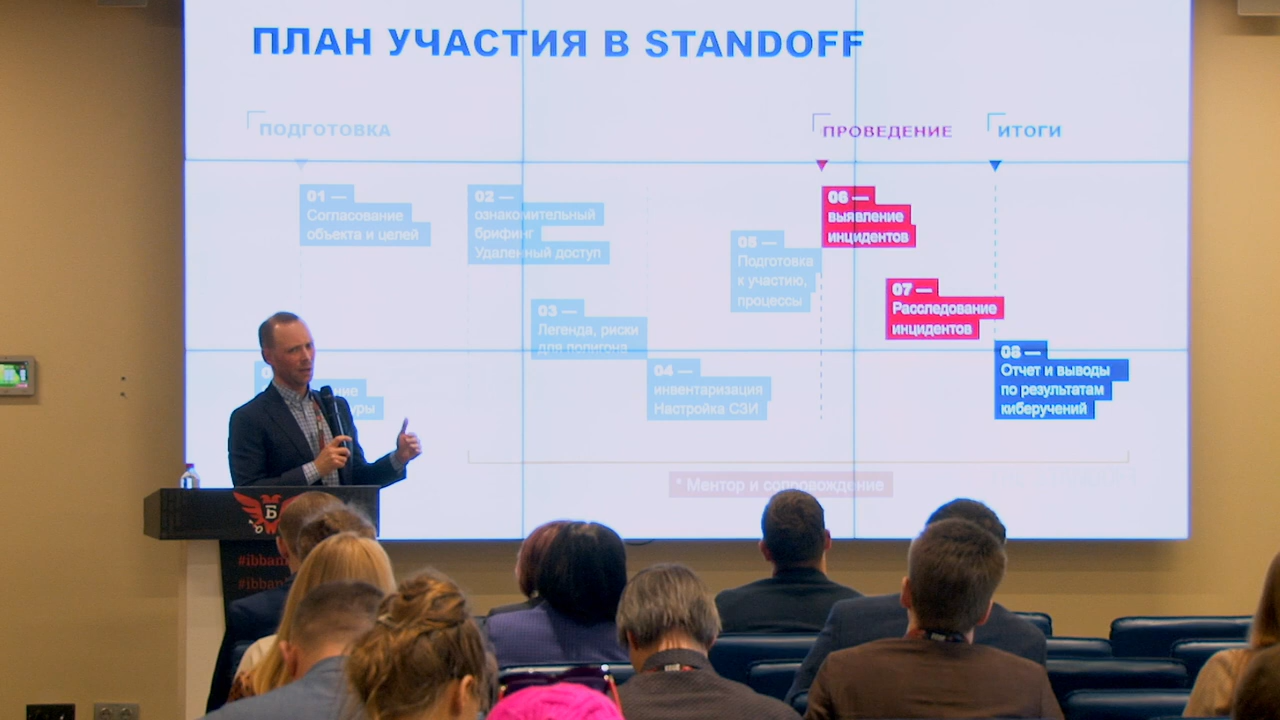 ПЛАН УЧАСТИЯ В STANDOFF
ПОДГОТОВКА
ПРОВЕДЕНИЕ
ИТОГИ
01 —
Согласование
объекта и целей
02 —
ознакомительный
брифинг
Удаленный доступ
03 —
Легенда, риски
для полигона
04 —
инвентаризация
Настройка СЗИ
05 —
Подготовка
к участию,
процессы
06 —
выявление
инцидентов
07 —
Расследование
инцидентов
08 —
Отчет и выводы
по результатам
киберучений
* Ментор и сопровождение
Б